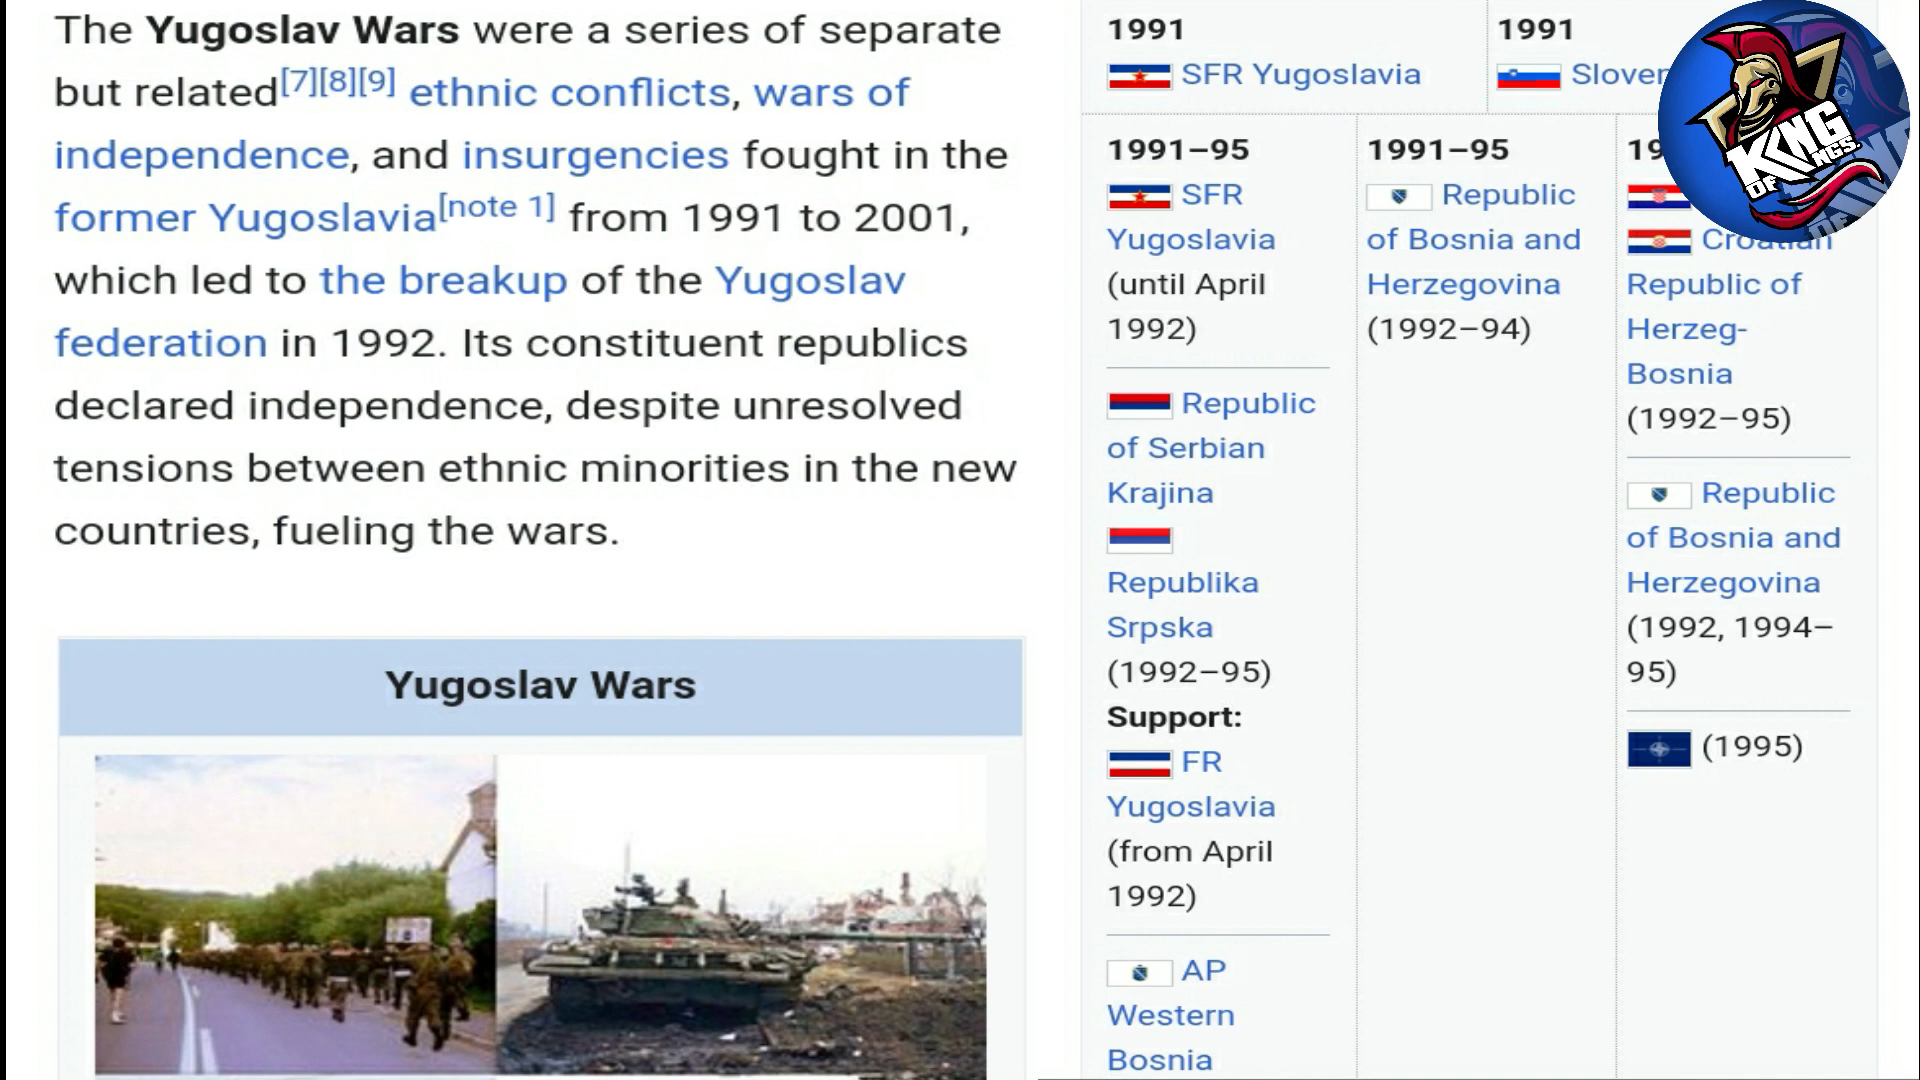 The Yugoslav Wars were a series of separate
but related[7][8][9] ethnic conflicts, wars of
independence, and insurgencies fought in the
former Yugoslavia[note 1] from 1991 to 2001,
which led to the breakup of the Yugoslav
federation in 1992. Its constituent republics
declared independence, despite unresolved
tensions between ethnic minorities in the new
countries, fueling the wars.
Yugoslav Wars
1991
SFR Yugoslavia
1991
1991–95
SFR
Yugoslavia
(until April
1992)
Republic
of Serbian
Krajina
Republika
Srpska
(1992–95)
Support:
FR
Yugoslavia
(from April
1992)
AP
Western
Bosnia
1991–95
Republic
of Bosnia and
Herzegovina
(1992–94)
Croatian
Republic of
Herzeg-
Bosnia
(1992–95)
Republic
of Bosnia and
Herzegovina
(1992, 1994–
95)
(1995)
KNG
OF
NGS.